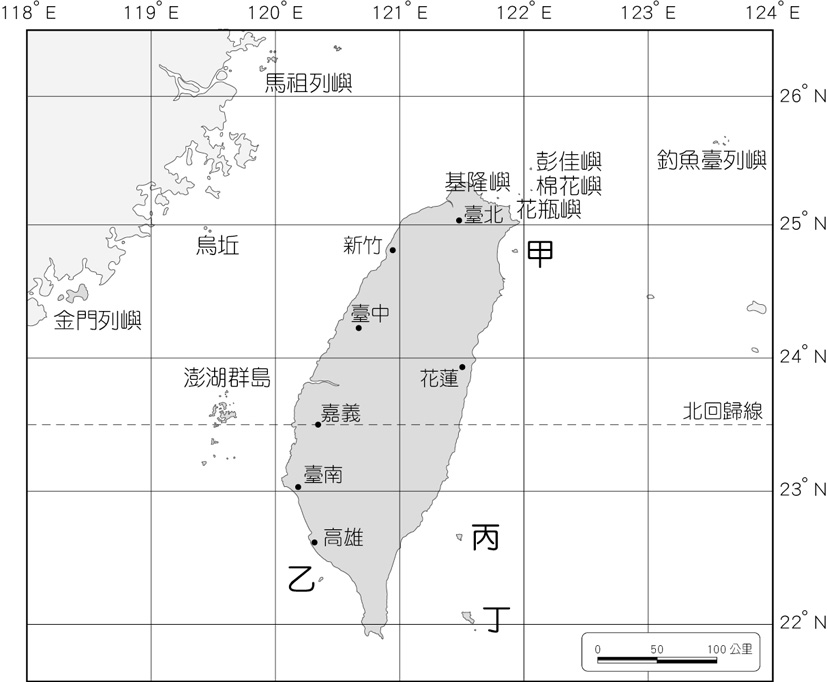 118° E 119° E 120° E 121° E 122° E 123° E 124° E
馬祖列嶼
26° N
彭佳嶼
釣魚臺列嶼
基隆嶼
棉花嶼
花瓶嶼
臺北
25° N
烏坵
新竹
甲
金門列嶼
臺中
24° N
澎湖群島
花蓮
嘉義
北回歸線
臺南
23° N
高雄
丙
乙
丁
22° N
0 50 100 公里